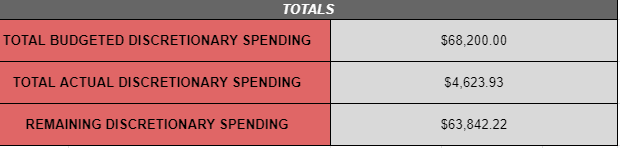 TOTALS
TOTAL BUDGETED DISCRETIONARY SPENDING $68,200.00
TOTAL ACTUAL DISCRETIONARY SPENDING $4,623.93
REMAINING DISCRETIONARY SPENDING $63,842.22